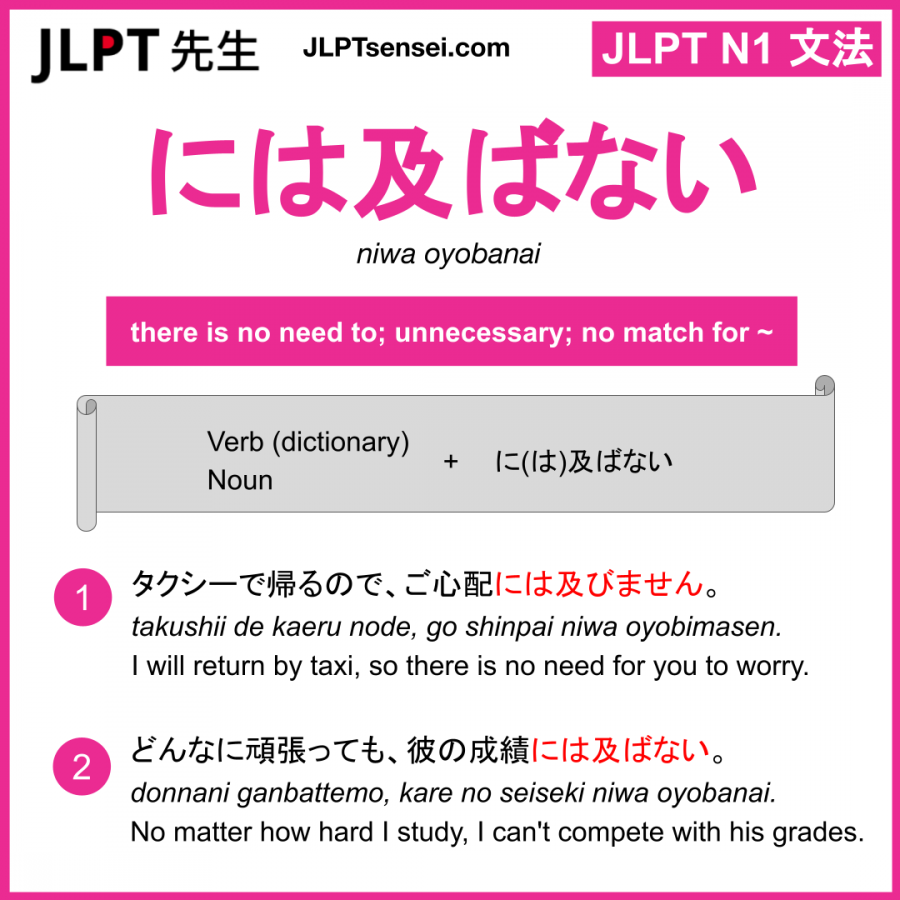 JLPT 先生
JLPTsensei.com
JLPT N1 文法
には及ばない
niwa oyobanai
there is no need to; unnecessary; no match for ~
Verb (dictionary)
Noun
+ に(は)及ばない
1
タクシーで帰るので、ご心配には及びません。
takushii de kaeru node, go shinpai niwa oyobimasen.
I will return by taxi, so there is no need for you to worry.
2
どんなに頑張っても、彼の成績には及ばない。
donnani ganbattemo, kare no seiseki niwa oyobanai.
No matter how hard I study, I can't compete with his grades.